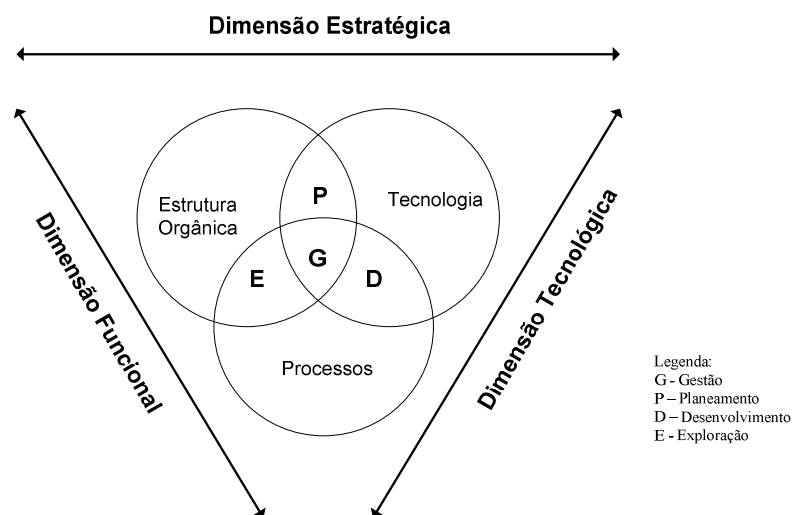 Dimensão Estratégica
Estrutura
Orgânica
P
Tecnologia
G
E
D
Processos
Dimensão Funcional
Dimensão Tecnológica
Legenda:
G - Gestão
P – Planeamento
D – Desenvolvimento
E - Exploração